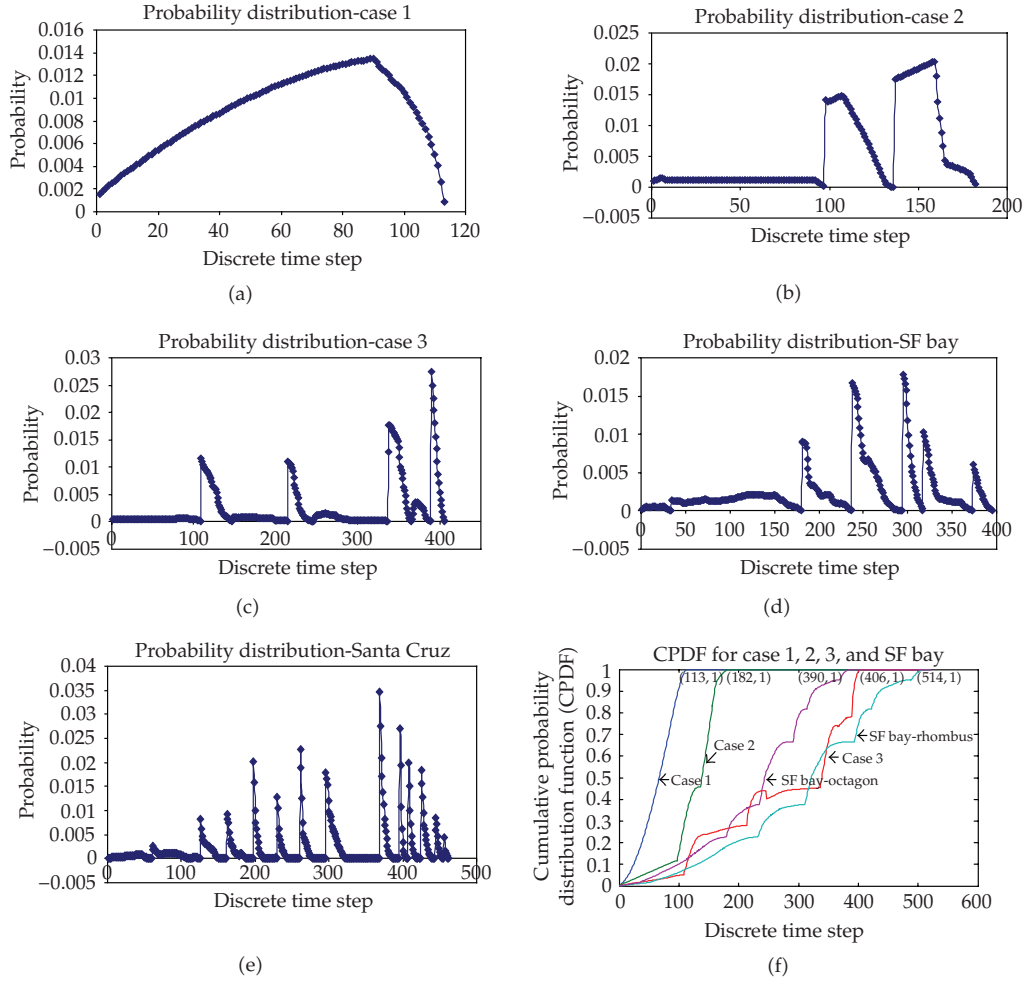 Probability distribution-case 1
0.016
0.014
0.012
0.01
0.008
0.006
0.004
0.002
0
Probability
0 20 40 60 80 100 120
Discrete time step
(a)
Probability distribution-case 2
0.025
0.02
0.015
0.01
0.005
0
−0.005
Probability
0 50 100 150 200
Discrete time step
(b)
Probability distribution-case 3
0.03
0.025
0.02
0.015
0.01
0.005
0
−0.005
Probability
0 100 200 300 400
Discrete time step
(c)
Probability distribution-SF bay
0.02
0.015
0.01
0.005
0
−0.005
Probability
0 50 100 150 200 250 300 350 400
Discrete time step
(d)
Probability distribution-Santa Cruz
0.04
0.035
0.03
0.025
0.02
0.015
0.01
0.005
0
−0.005
Probability
0 100 200 300 400 500
Discrete time step
(e)
CPDF for case 1, 2, 3, and SF bay
1
0.9
0.8
0.7
0.6
0.5
0.4
0.3
0.2
0.1
0
Cumulative probability
distribution function (CPDF)
(113, 1) (182, 1) (390, 1) (406, 1) (514, 1)
SF bay-rhombus
Case 2
Case 3
Case 1
SF bay-octagon
0 100 200 300 400 500 600
Discrete time step
(f)